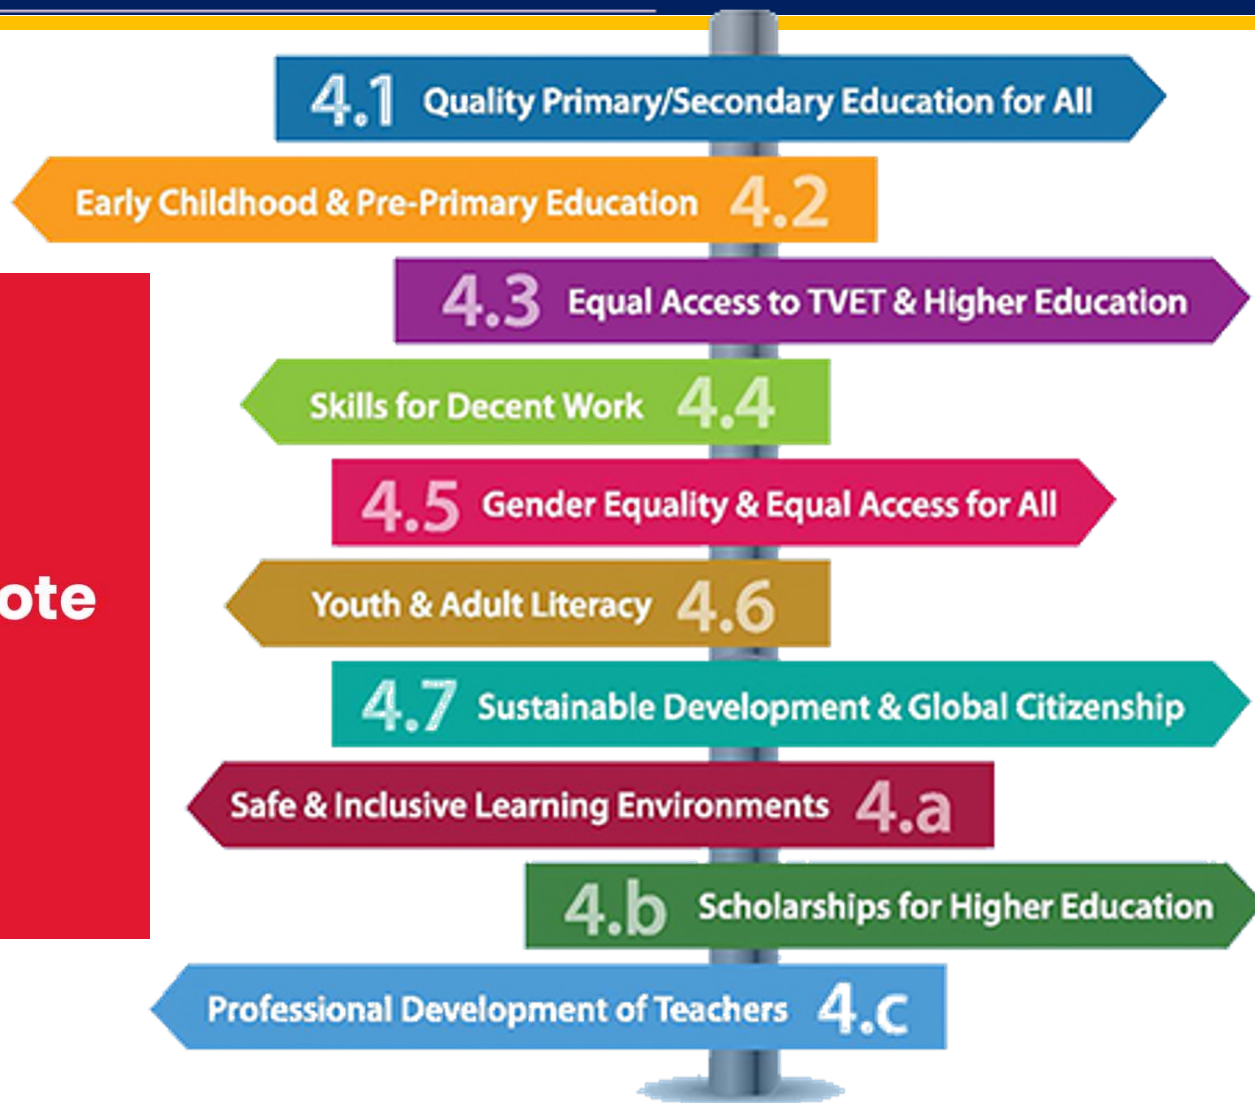 4.1 Quality Primary/Secondary Education for All
Early Childhood & Pre-Primary Education 4.2
4.3 Equal Access to TVET & Higher Education
Skills for Decent Work 4.4
4.5 Gender Equality & Equal Access for All
ote
Youth & Adult Literacy 4.6
4.7 Sustainable Development & Global Citizenship
Safe & Inclusive Learning Environments 4.a
4.b Scholarships for Higher Education
Professional Development of Teachers 4.c